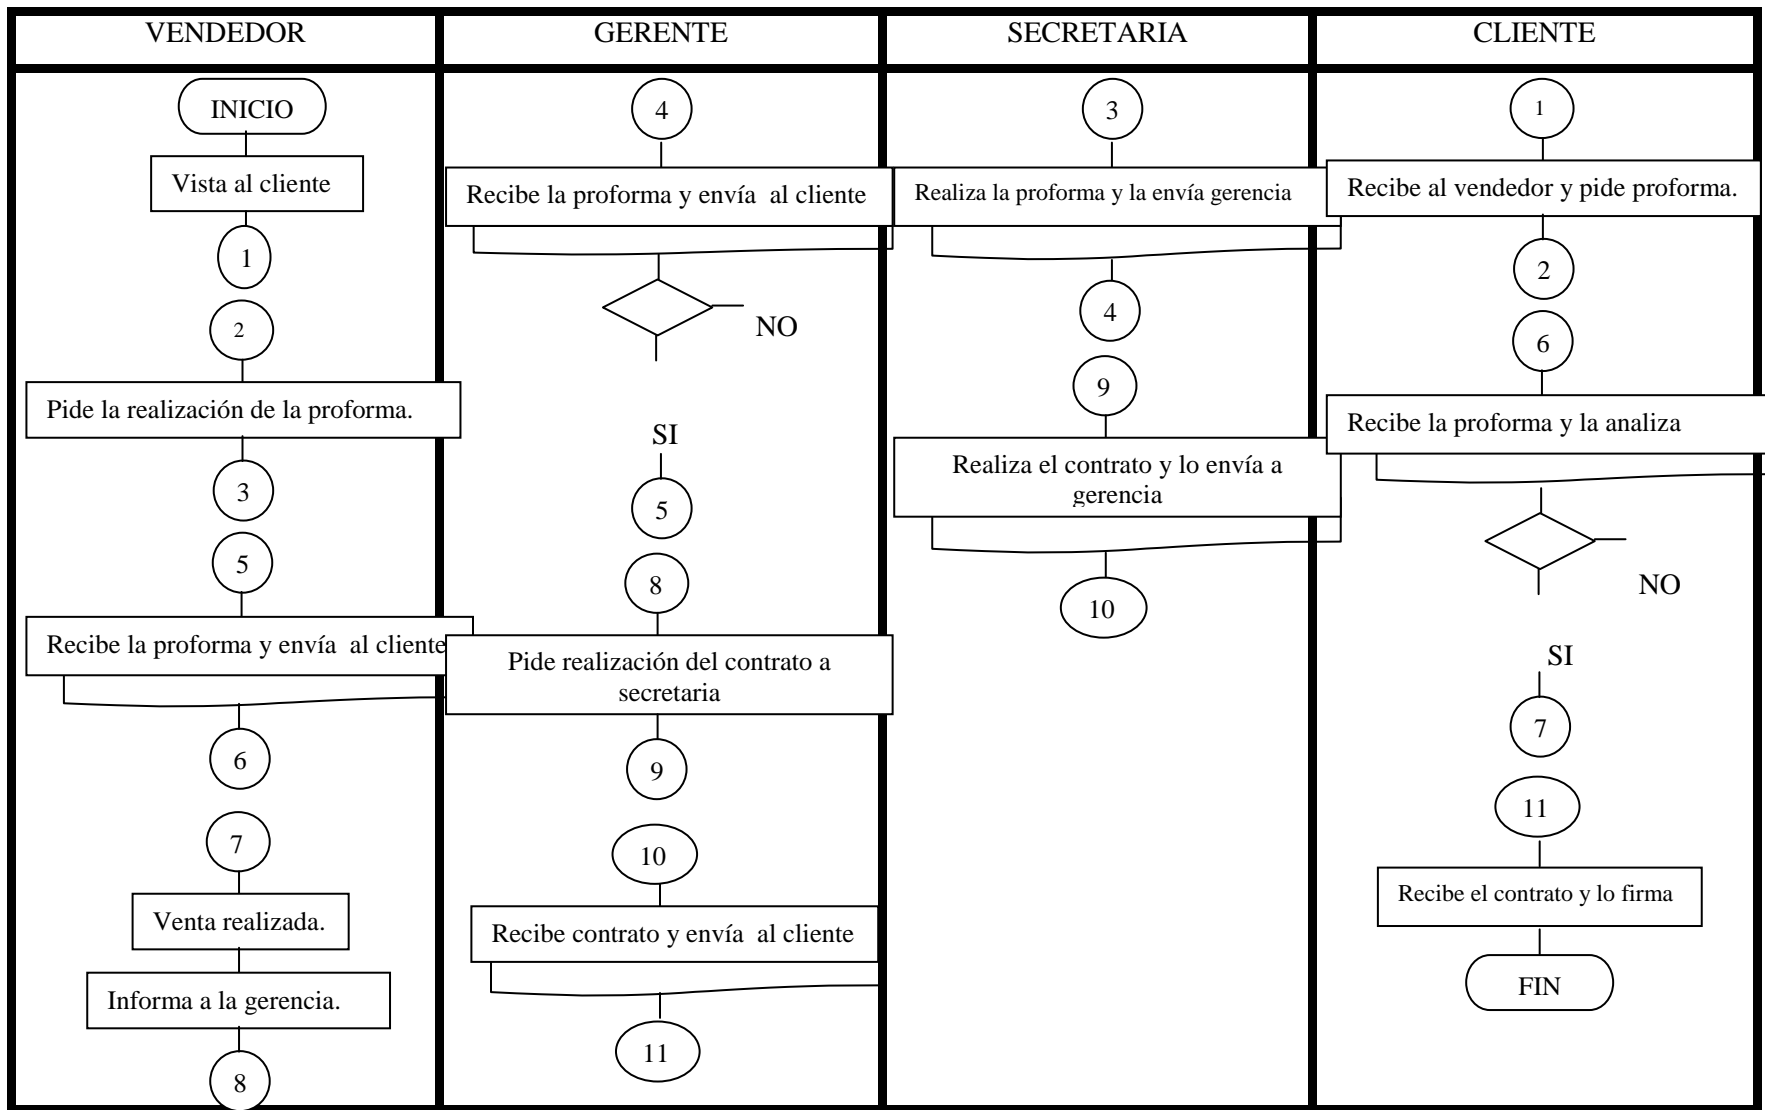 VENDEDOR
GERENTE
SECRETARIA
CLIENTE
INICIO
Vista al cliente
1
2
Pide la realización de la proforma.
3
5
Recibe la proforma y envía al cliente
6
7
Venta realizada.
Informa a la gerencia.
8
4
Recibe la proforma y envía al cliente
NO
SI
5
8
Pide realización del contrato a
secretaria
9
10
Recibe contrato y envía al cliente
11
3
Realiza la proforma y la envía gerencia
4
9
Realiza el contrato y lo envía a
gerencia
10
1
Recibe al vendedor y pide proforma.
2
6
Recibe la proforma y la analiza
NO
SI
7
11
Recibe el contrato y lo firma
FIN